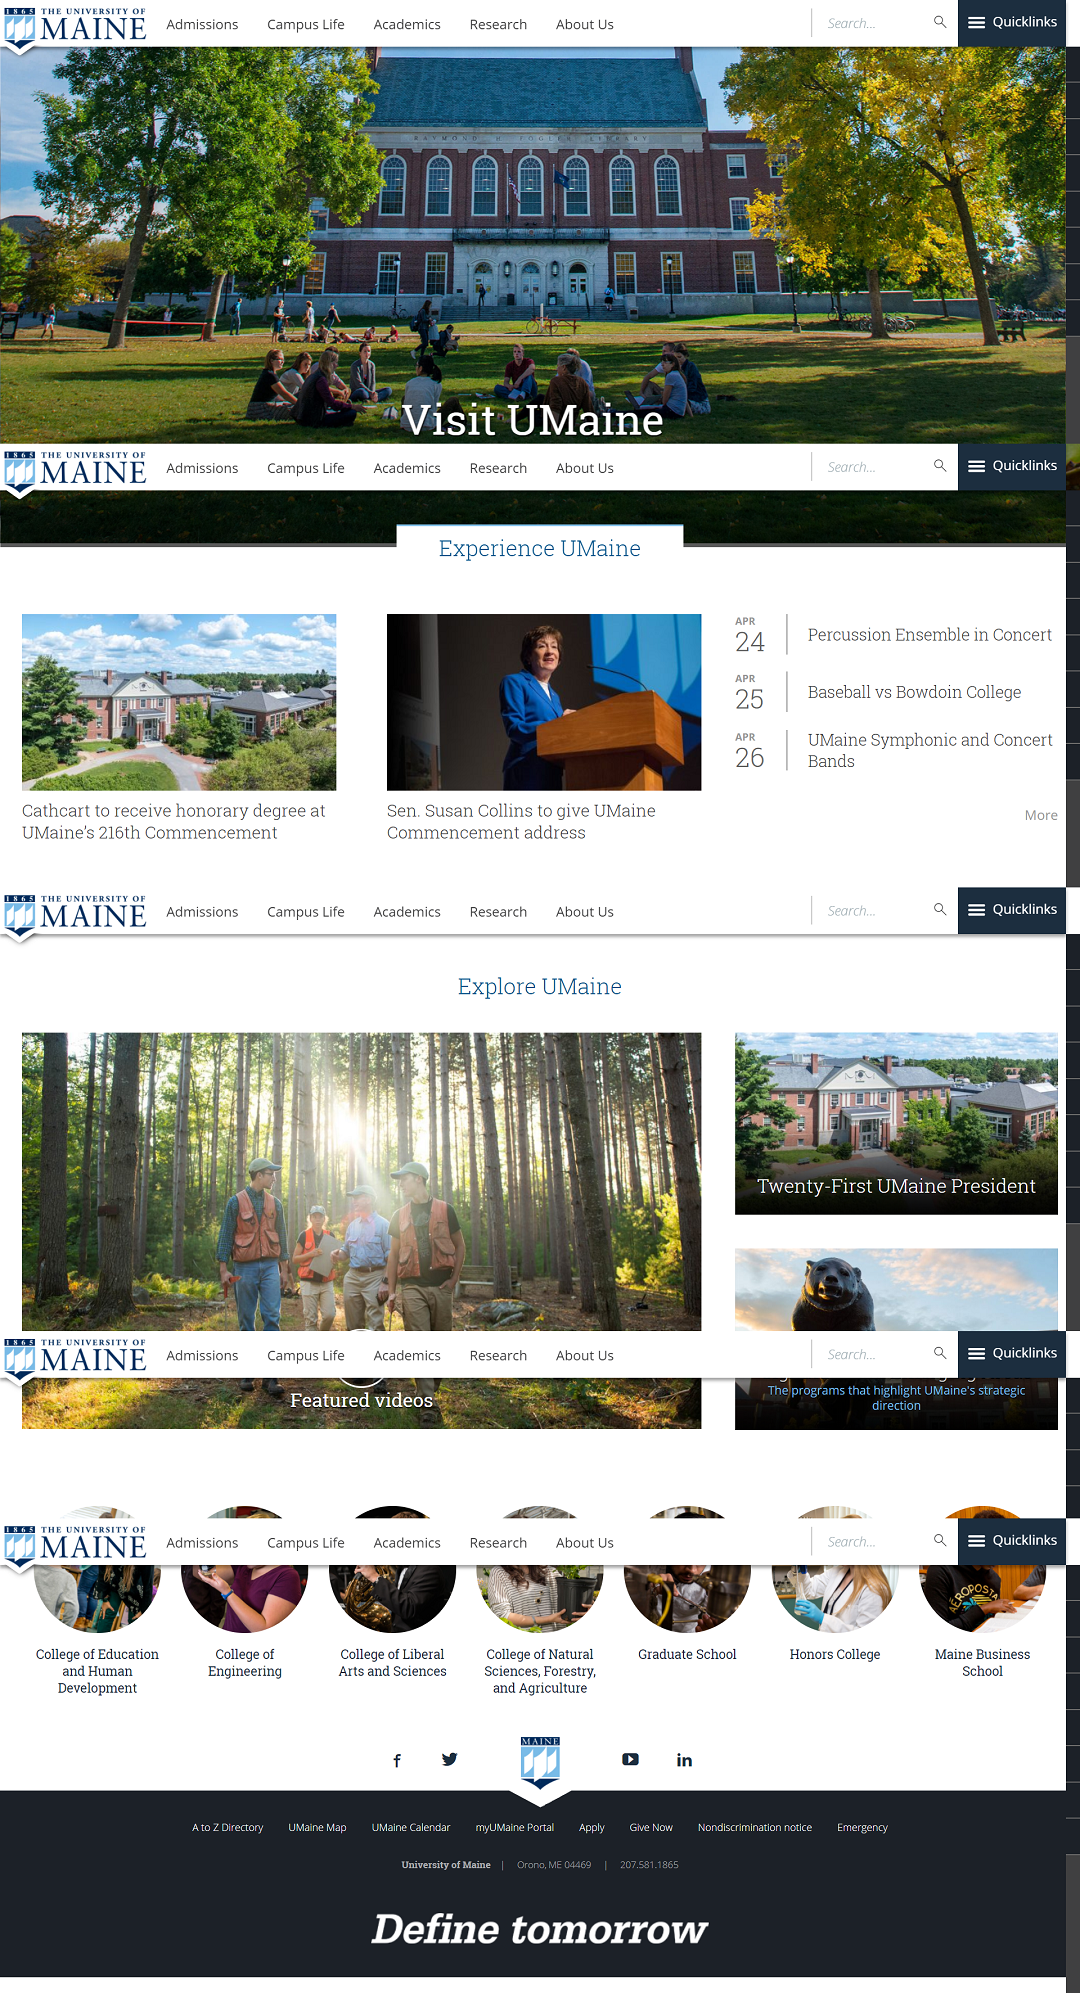 1865 THE UNIVERSITY OF
MAINE
Admissions Campus Life Academics Research About Us Search... Quicklinks
RAYMOND H. FOGLER LIBRARY
Visit UMaine
1865 THE UNIVERSITY OF
MAINE
Admissions Campus Life Academics Research About Us Search... Quicklinks
Experience UMaine
Cathcart to receive honorary degree at
UMaine's 216th Commencement
Sen. Susan Collins to give UMaine
Commencement address
APR
24 Percussion Ensemble in Concert
APR
25 Baseball vs Bowdoin College
APR
26 UMaine Symphonic and Concert
Bands
More
1865 THE UNIVERSITY OF
MAINE
Admissions Campus Life Academics Research About Us Search... Quicklinks
Explore UMaine
Twenty-First UMaine President
1865 THE UNIVERSITY OF
MAINE
Admissions Campus Life Academics Research About Us Search... Quicklinks
Featured videos
The programs that highlight UMaine's strategic
direction
1865 THE UNIVERSITY OF
MAINE
Admissions Campus Life Academics Research About Us Search... Quicklinks
AÉROPOSTA
College of Education
and Human
Development
College of
Engineering
College of Liberal
Arts and Sciences
College of Natural
Sciences, Forestry,
and Agriculture
Graduate School
Honors College
Maine Business
School
MAINE
A to Z Directory UMaine Map UMaine Calendar myUMaine Portal Apply Give Now Nondiscrimination notice Emergency
University of Maine | Orono, ME 04469 | 207.581.1865
Define tomorrow